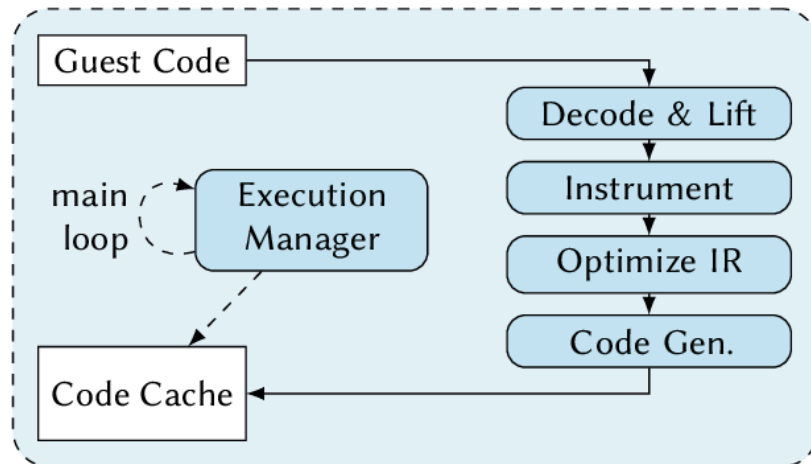 Guest Code
Decode & Lift
Instrument
Optimize IR
Code Gen.
main
loop
Execution
Manager
Code Cache